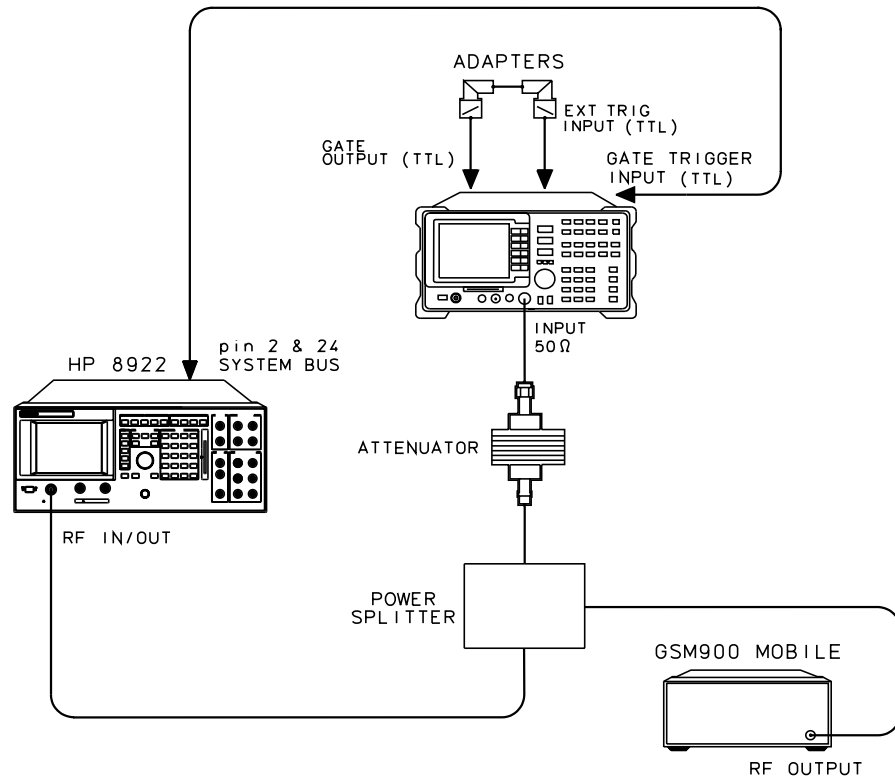 ADAPTERS
EXT TRIG
INPUT (TTL)
GATE
OUTPUT (TTL)
GATE TRIGGER
INPUT (TTL)
INPUT
50Ω
pin 2 & 24
SYSTEM BUS
HP 8922
ATTENUATOR
RF IN/OUT
POWER
SPLITTER
GSM900 MOBILE
RF OUTPUT